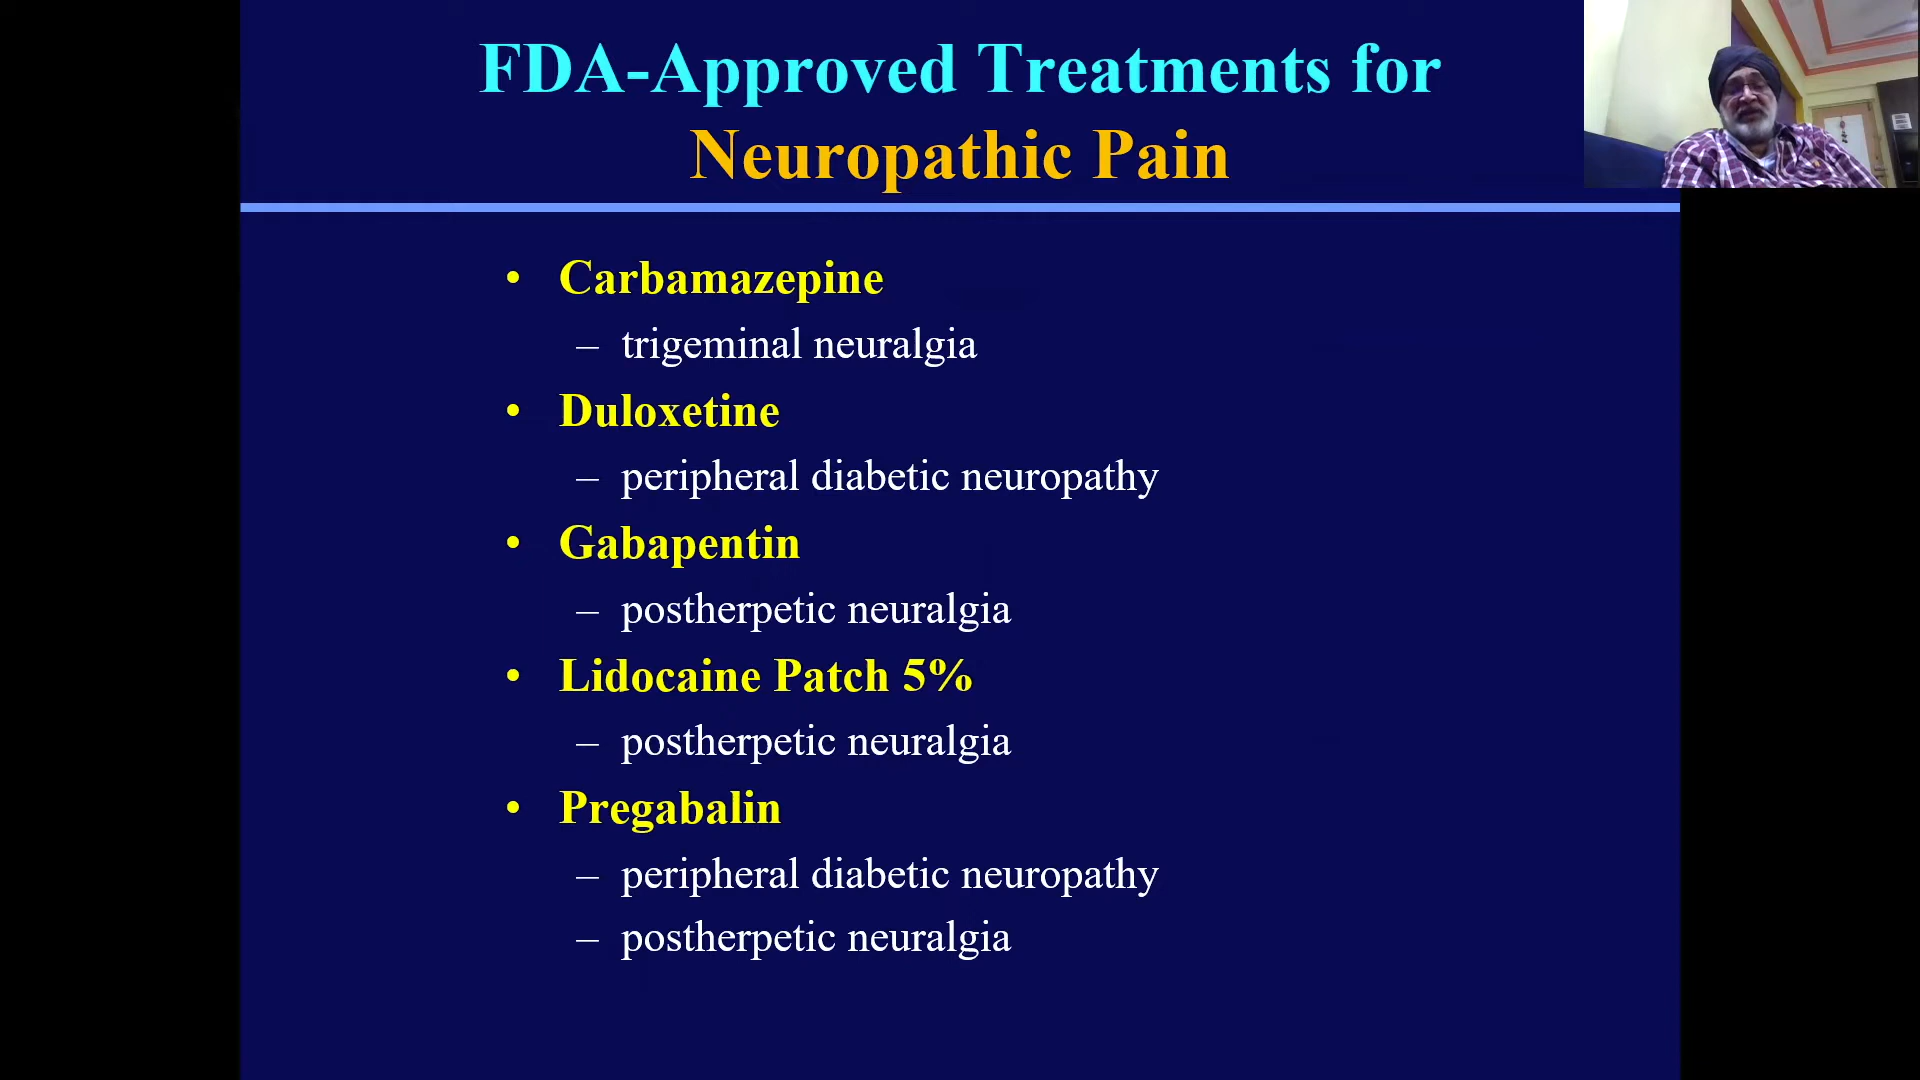 FDA-Approved Treatments for
Neuropathic Pain
• Carbamazepine
– trigeminal neuralgia
• Duloxetine
– peripheral diabetic neuropathy
• Gabapentin
– postherpetic neuralgia
• Lidocaine Patch 5%
– postherpetic neuralgia
• Pregabalin
– peripheral diabetic neuropathy
– postherpetic neuralgia